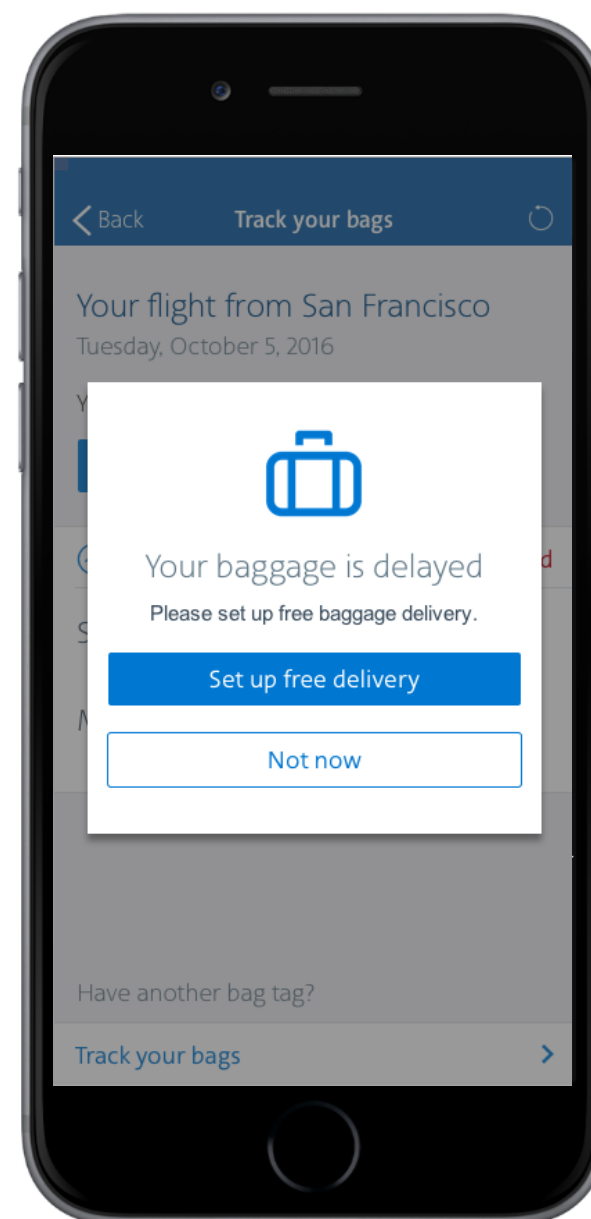 Back
Track your bags
Your flight from San Francisco
Tuesday, October 5, 2016
Your baggage is delayed
Please set up free baggage delivery.
Set up free delivery
Not now
Have another bag tag?
Track your bags